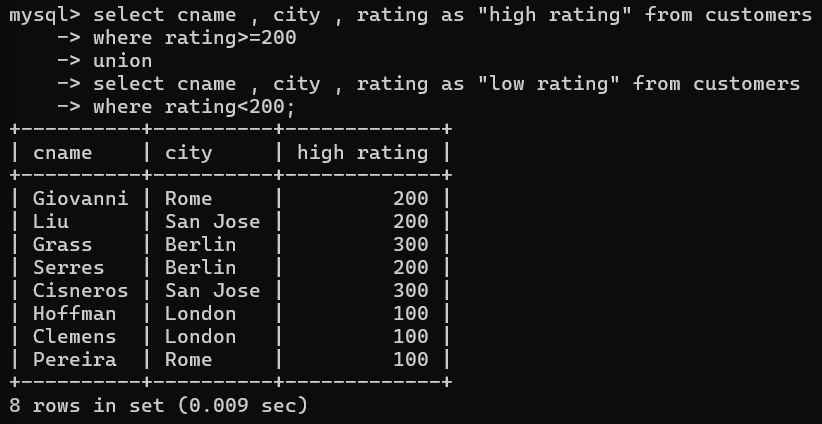 mysql> select cname , city , rating as "high rating" from customers
    -> where rating>=200
    -> union
    -> select cname , city , rating as "low rating" from customers
    -> where rating<200;
+----------+----------+-------------+
| cname    | city     | high rating |
+----------+----------+-------------+
| Giovanni | Rome     |         200 |
| Liu      | San Jose |         200 |
| Grass    | Berlin   |         300 |
| Serres   | Berlin   |         200 |
| Cisneros | San Jose |         300 |
| Hoffman  | London   |         100 |
| Clemens  | London   |         100 |
| Pereira  | Rome     |         100 |
+----------+----------+-------------+
8 rows in set (0.009 sec)